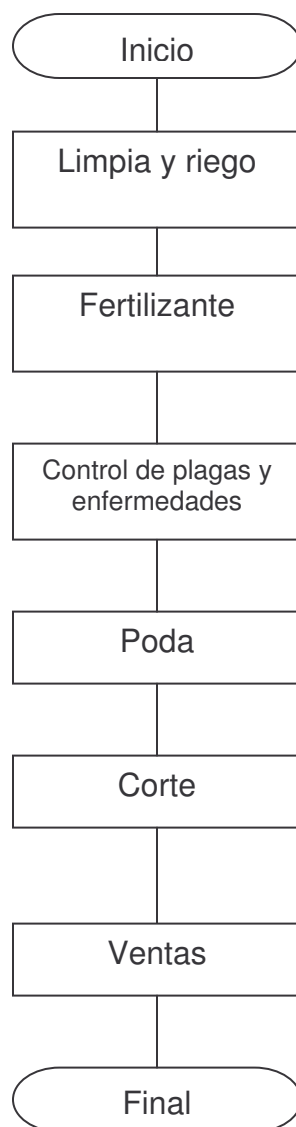 Inicio
Limpia y riego
Fertilizante
Control de plagas y
enfermedades
Poda
Corte
Ventas
Final